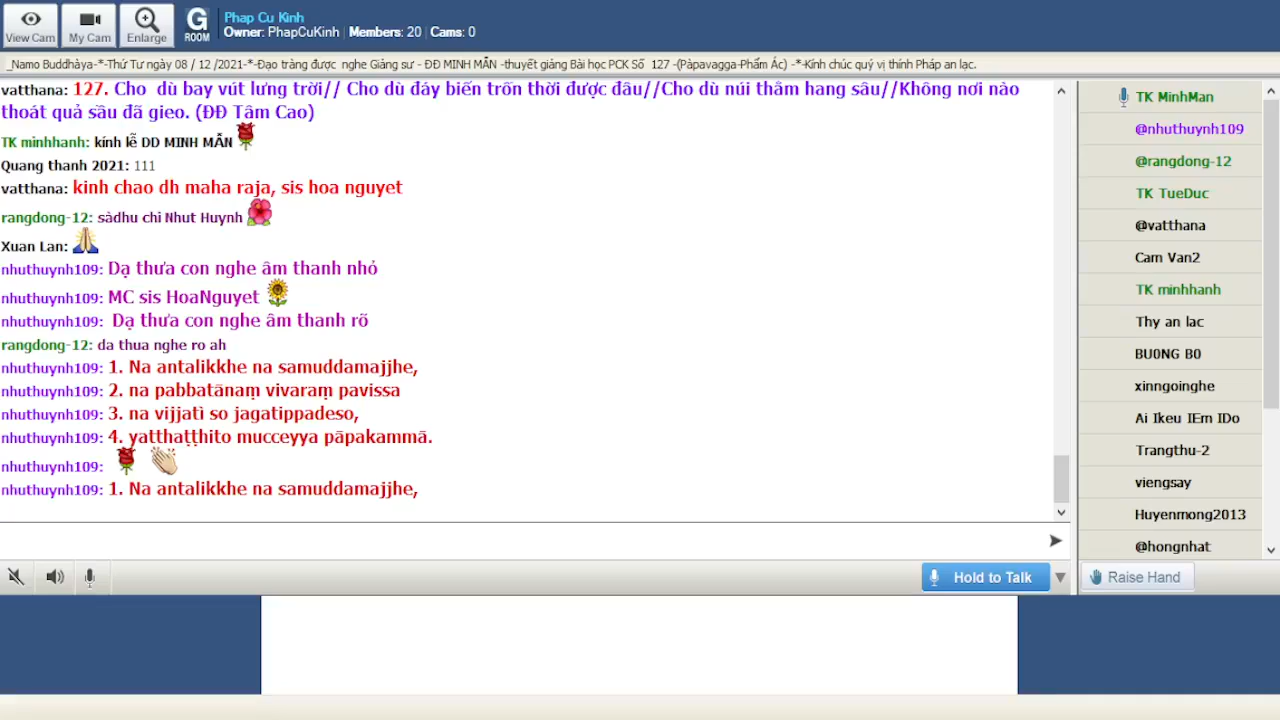 View Cam
My Cam
Enlarge
G
ROOM
Phap Cu Kinh
Owner: PhapCuKinh | Members: 20 | Cams: 0
_Namo Buddhàya-*-Thứ Tư ngày 08 / 12 /2021-*-Đạo tràng được nghe Giảng sư - ĐĐ MINH MẪN -thuyết giảng Bài học PCK Số 127 -(Pàpavagga-Phẩm Ác) -*-Kính chúc quý vị thính Pháp an lạc.
vatthana: 127. Cho dù bay vút lưng trời// Cho dù đáy biến trốn thời được đâu//Cho dù núi thẳm hang sâu//Không nơi nào
thoát quả sầu đã gieo. (ĐĐ Tâm Cao)
TK minhhanh: kính lễ DD MINH MẪN
Quang thanh 2021: 111
vatthana: kinh chao dh maha raja, sis hoa nguyet
rangdong-12: sàdhu chi Nhut Huynh
Xuan Lan:
nhuthuynh109: Dạ thưa con nghe âm thanh nhỏ
nhuthuynh109: MC sis HoaNguyet
nhuthuynh109: Dạ thưa con nghe âm thanh rõ
rangdong-12: da thua nghe ro ah
nhuthuynh109: 1. Na antalikkhe na samuddamajjhe,
nhuthuynh109: 2. na pabbatānaṃ vivaraṃ pavissa
nhuthuynh109: 3. na vijjatì so jagatippadeso,
nhuthuynh109: 4. yatthaṭṭhito mucceyya pāpakammā.
nhuthuynh109:
nhuthuynh109: 1. Na antalikkhe na samuddamajjhe,
TK MinhMan
@nhuthuynh109
@rangdong-12
TK TueDuc
@vatthana
Cam Van2
TK minhhanh
Thy an lac
BU0NG B0
xinngoinghe
Ai Ikeu IEm IDo
Trangthu-2
viengsay
Huyenmong2013
@hongnhat
Hold to Talk
Raise Hand